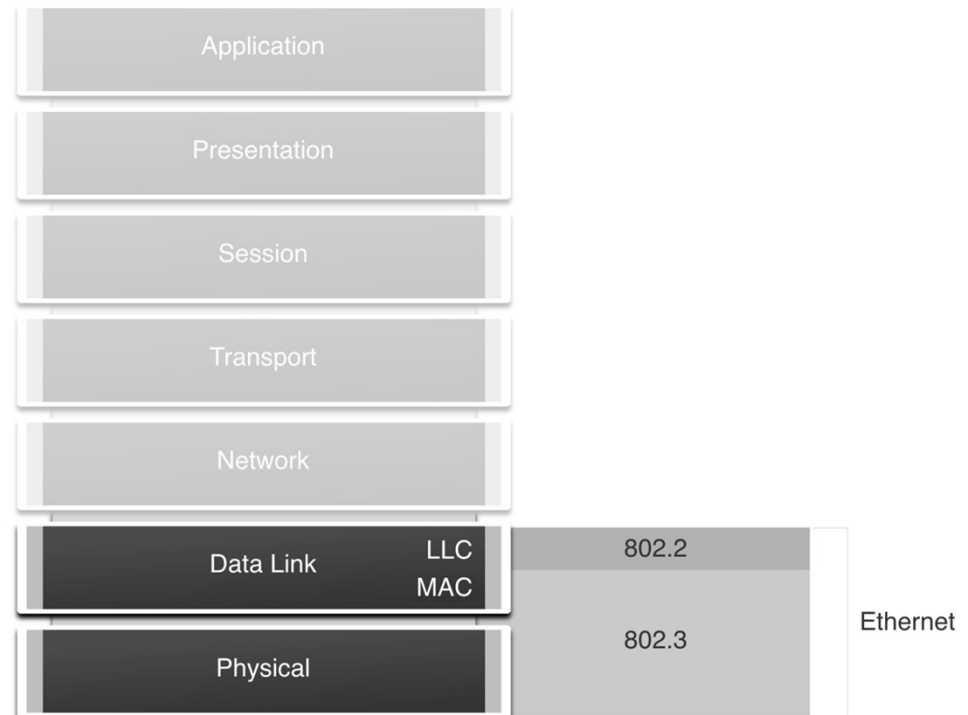 Application
Presentation
Session
Transport
Network
Data Link
LLC
MAC
802.2
802.3
Ethernet
Physical